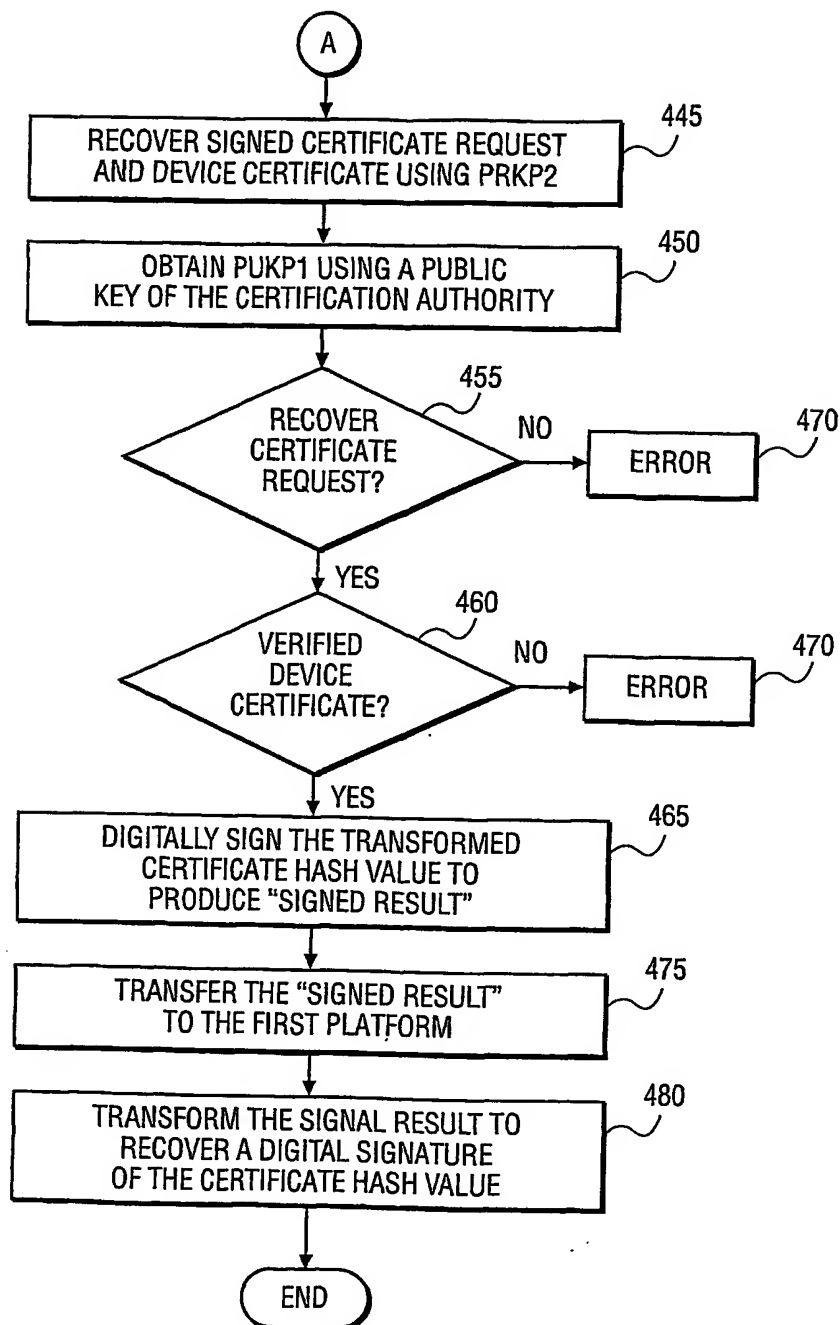 A
445
RECOVER SIGNED CERTIFICATE REQUEST
AND DEVICE CERTIFICATE USING PRKP2
450
OBTAIN PUKP1 USING A PUBLIC
KEY OF THE CERTIFICATION AUTHORITY
455
RECOVER
CERTIFICATE
REQUEST?
NO
470
ERROR
YES
460
VERIFIED
DEVICE
CERTIFICATE?
NO
470
ERROR
YES
465
DIGITALLY SIGN THE TRANSFORMED
CERTIFICATE HASH VALUE TO
PRODUCE “SIGNED RESULT”
475
TRANSFER THE “SIGNED RESULT”
TO THE FIRST PLATFORM
480
TRANSFORM THE SIGNAL RESULT TO
RECOVER A DIGITAL SIGNATURE
OF THE CERTIFICATE HASH VALUE
END